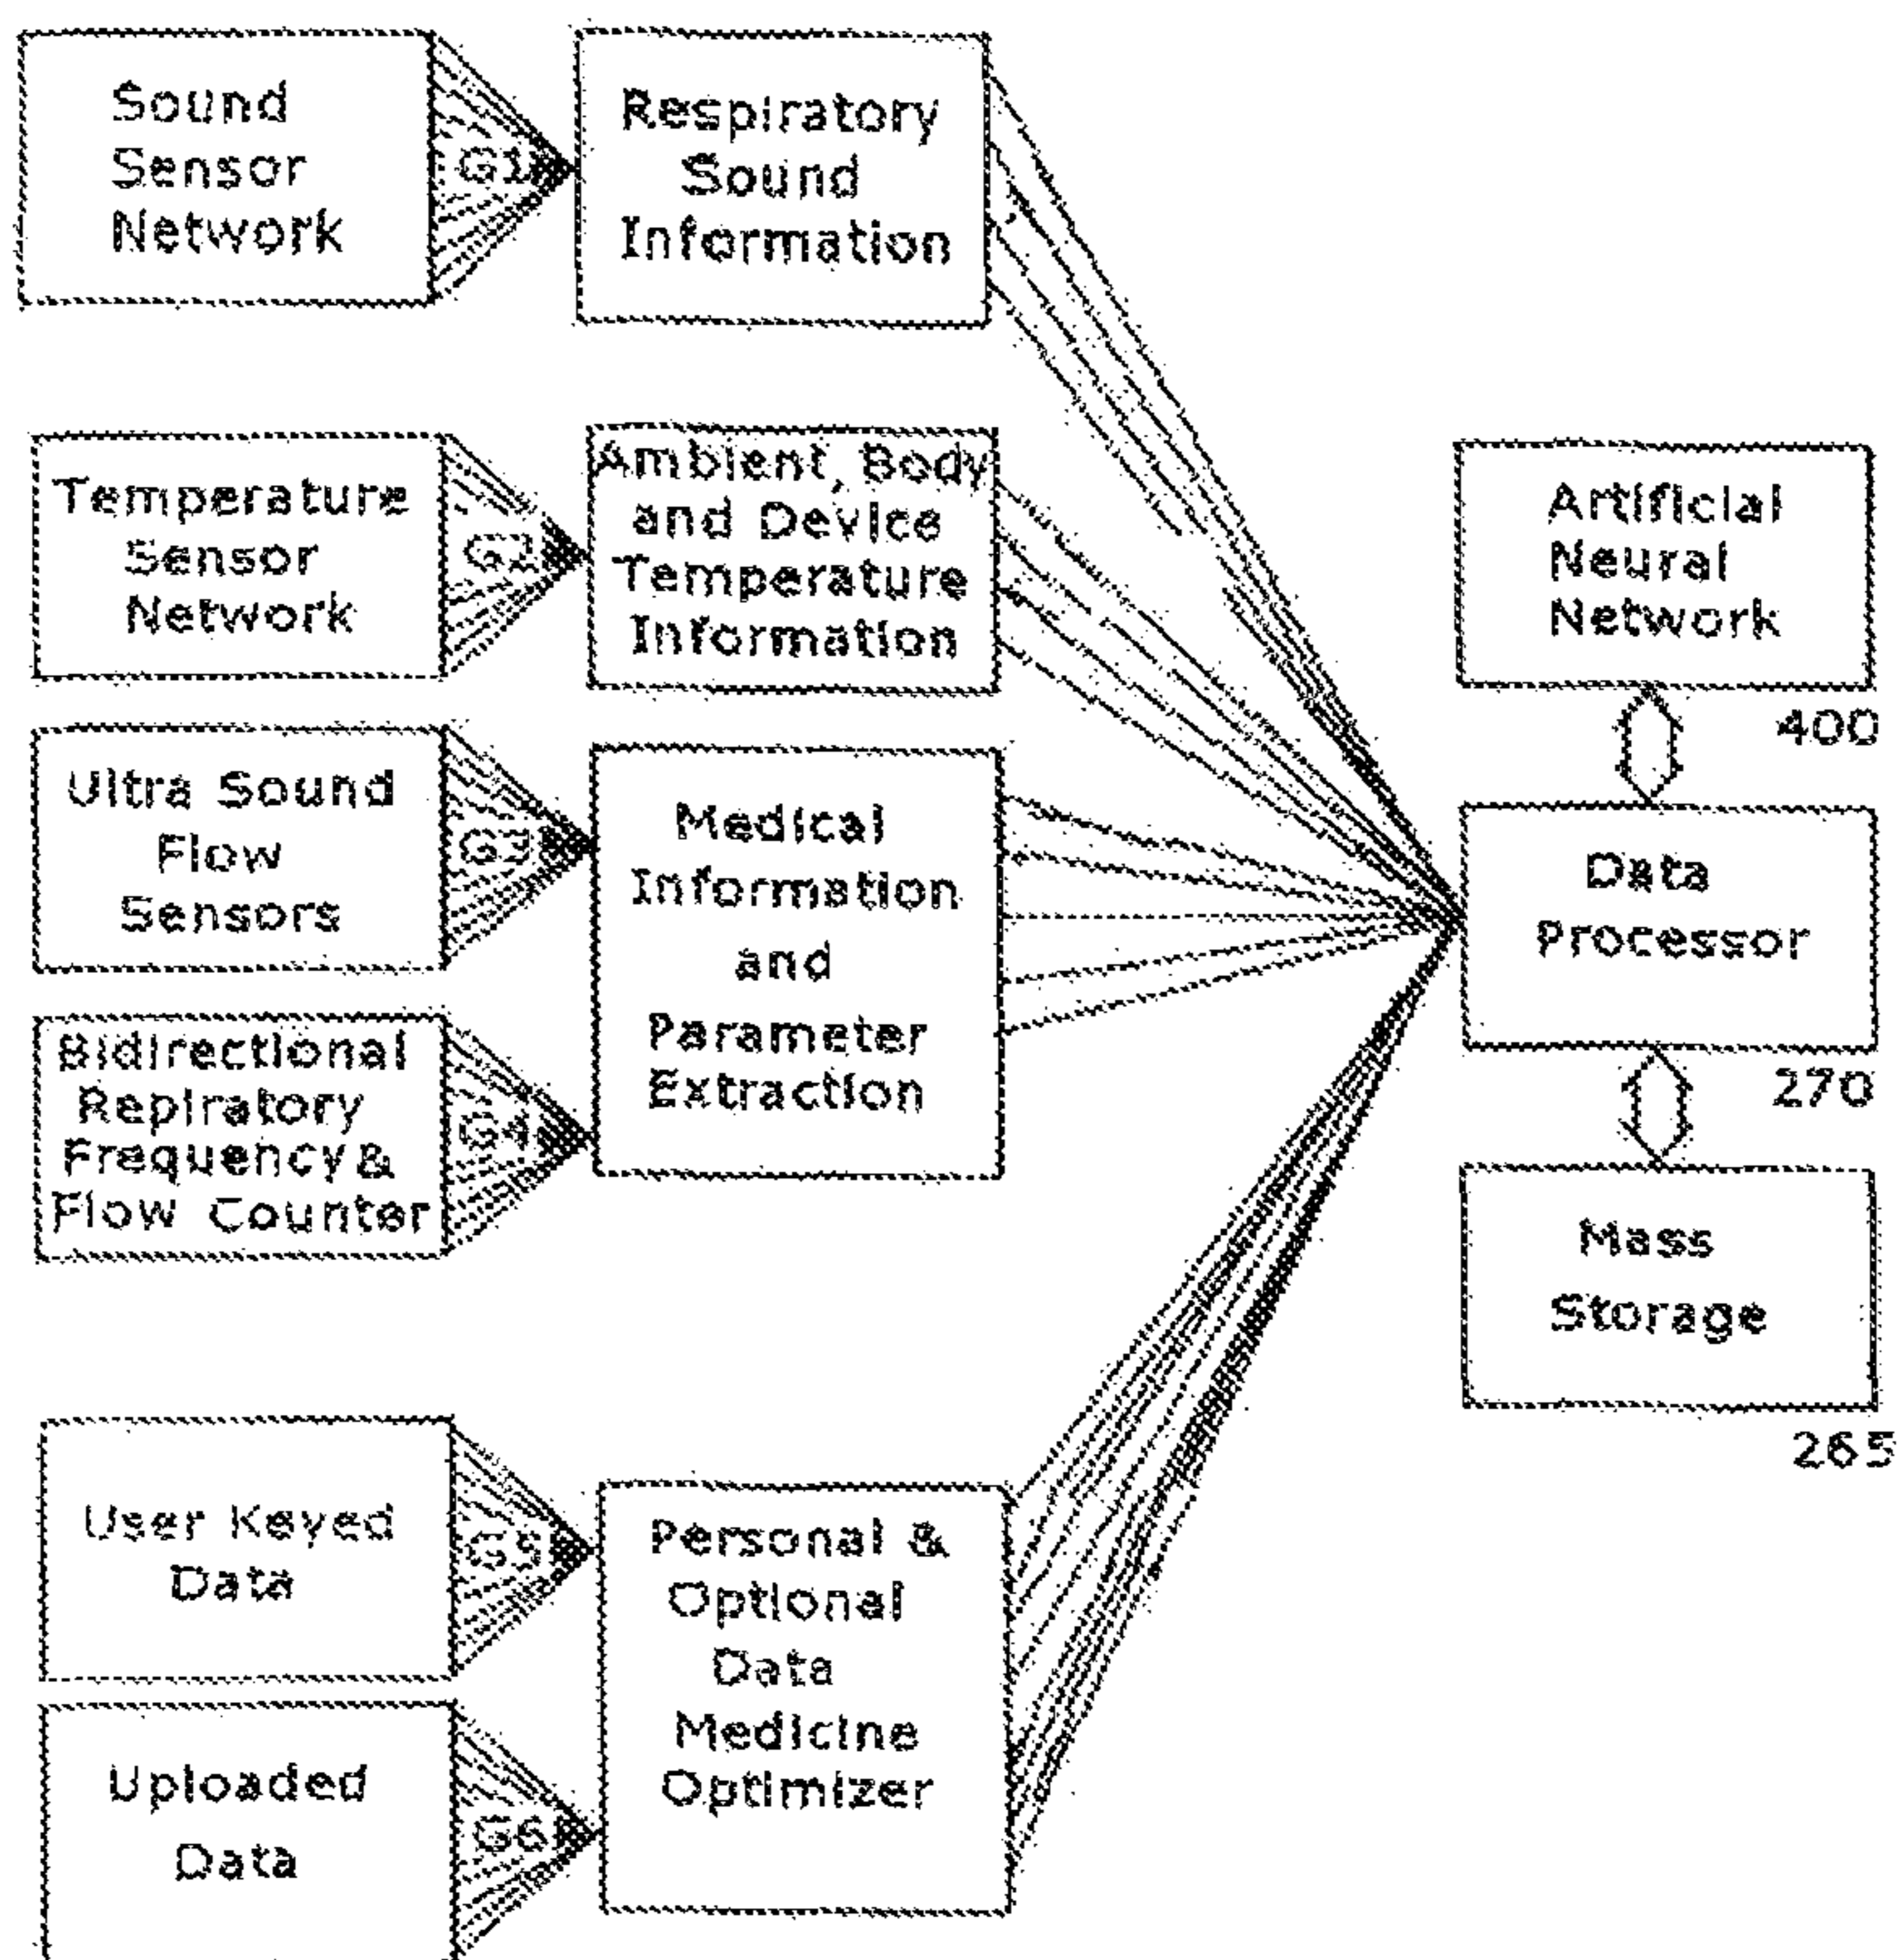 Sound
Sensor
Network
G1
Respiratory
Sound
Information
Temperature
Sensor
Network
G2
Ambient, Body
and Device
Temperature
Information
Ultra Sound
Flow
Sensors
G3
Bidirectional
Repiratory
Frequency &
Flow Counter
G4
Medical
Information
and
Parameter
Extraction
User Keyed
Data
G5
Uploaded
Data
G6
Personal &
Optional
Data
Medicine
Optimizer
Artificial
Neural
Network
400
Data
Processor
270
Mass
Storage
265